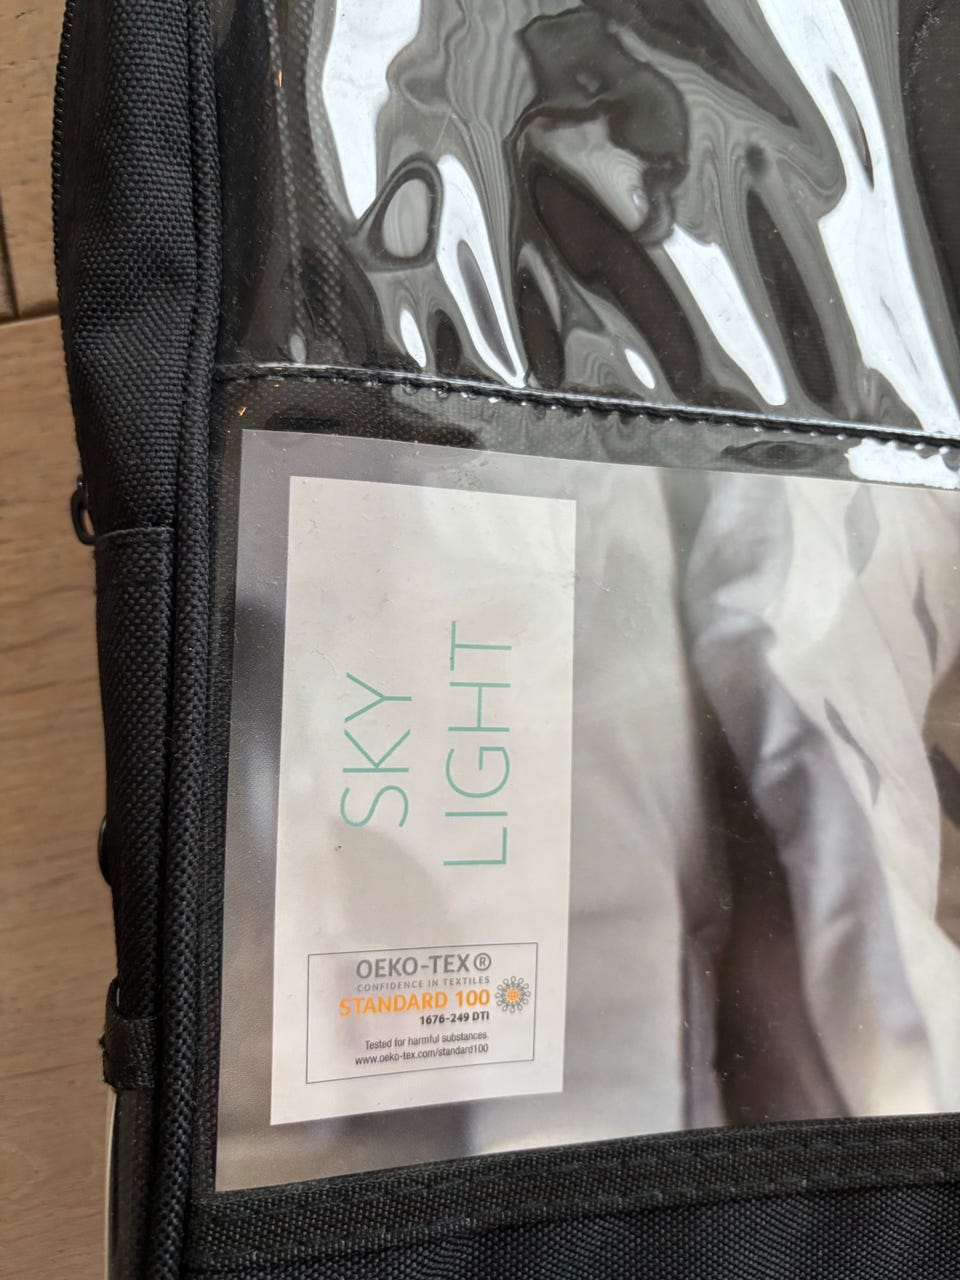 SKY
LIGHT
OEKO-TEX®
CONFIDENCE IN TEXTILES
STANDARD 100
1676-249 DTI
Tested for harmful substances.
www.oeko-tex.com/standard100